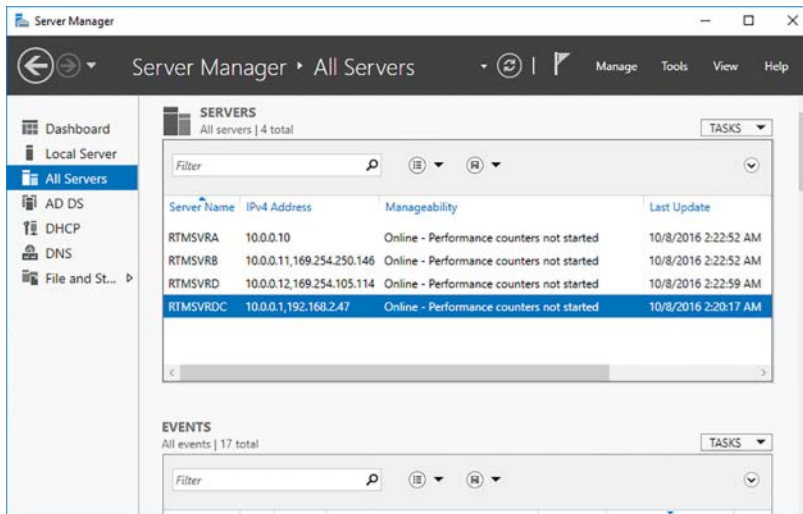 Server Manager
Server Manager ‣ All Servers
Manage Tools View Help
Dashboard
Local Server
All Servers
AD DS
DHCP
DNS
File and St...
SERVERS
All servers | 4 total
TASKS
Filter
Server Name IPv4 Address Manageability Last Update
RTMSVRA 10.0.0.10 Online - Performance counters not started 10/8/2016 2:22:52 AM
RTMSVRB 10.0.0.11,169.254.250.146 Online - Performance counters not started 10/8/2016 2:22:52 AM
RTMSVRD 10.0.0.12,169.254.105.114 Online - Performance counters not started 10/8/2016 2:22:59 AM
RTMSVRDC 10.0.0.1,192.168.2.47 Online - Performance counters not started 10/8/2016 2:20:17 AM
EVENTS
All events | 17 total
TASKS
Filter